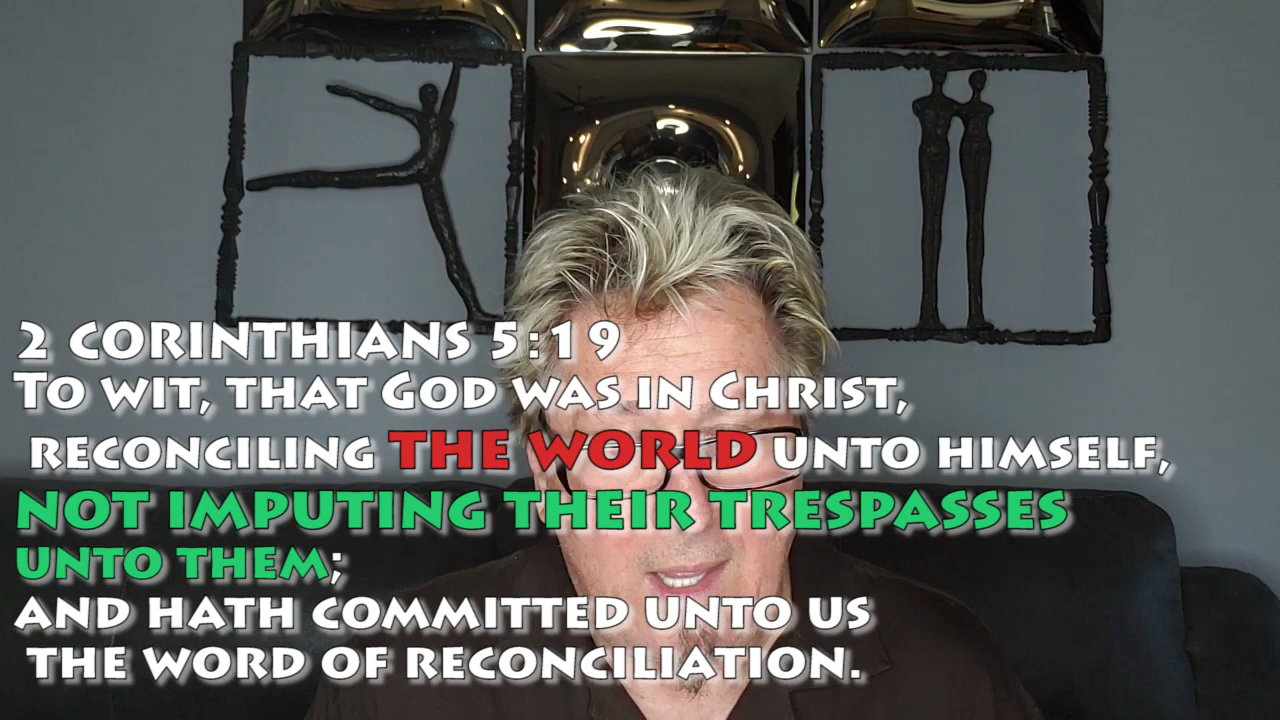 2 CORINTHIANS 5:19
TO WIT, THAT GOD WAS IN CHRIST,
RECONCILING THE WORLD UNTO HIMSELF,
NOT IMPUTING THEIR TRESPASSES
UNTO THEM;
AND HATH COMMITTED UNTO US
THE WORD OF RECONCILIATION.